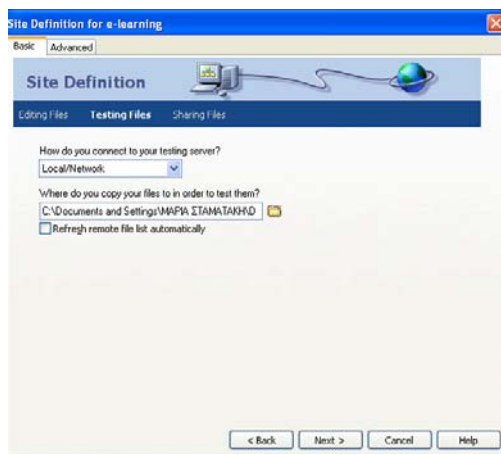 Site Definition for e-learning
Basic Advanced
Site Definition
Editing Files Testing Files Sharing Files
How do you connect to your testing server?
Local/Network
Where do you copy your files to in order to test them?
C:\Documents and Settings\ΜΑΡΙΑ ΣΤΑΜΑΤΑΚΗ\D
Refresh remote file list automatically
< Back Next > Cancel Help